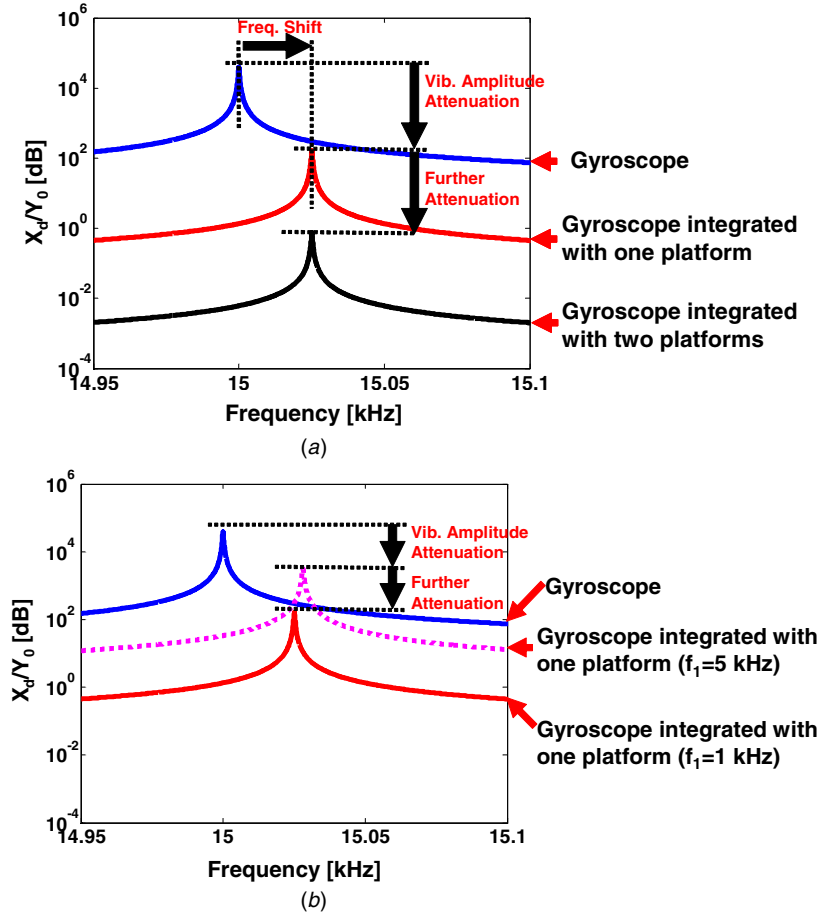 Freq. Shift
10^6
10^4
10^2
10^0
10^-2
10^-4
X_d/Y_0 [dB]
Vib. Amplitude
Attenuation
Further
Attenuation
Gyroscope
Gyroscope integrated
with one platform
Gyroscope integrated
with two platforms
14.95 15 15.05 15.1
Frequency [kHz]
(a)
10^6
10^4
10^2
10^0
10^-2
10^-4
X_d/Y_0 [dB]
Vib. Amplitude
Attenuation
Further
Attenuation
Gyroscope
Gyroscope integrated with
one platform (f_1=5 kHz)
Gyroscope integrated with
one platform (f_1=1 kHz)
14.95 15 15.05 15.1
Frequency [kHz]
(b)